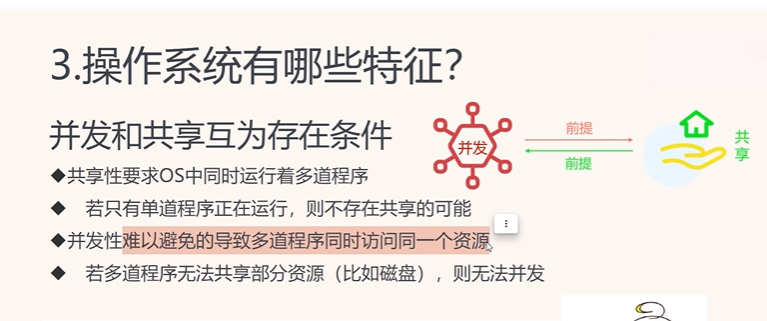 3.操作系统有哪些特征？
并发和共享互为存在条件
并发
前提
前提
共享
◆共享性要求OS中同时运行着多道程序
◆ 若只有单道程序正在运行，则不存在共享的可能
◆并发性难以避免的导致多道程序同时访问同一个资源
◆ 若多道程序无法共享部分资源（比如磁盘），则无法并发